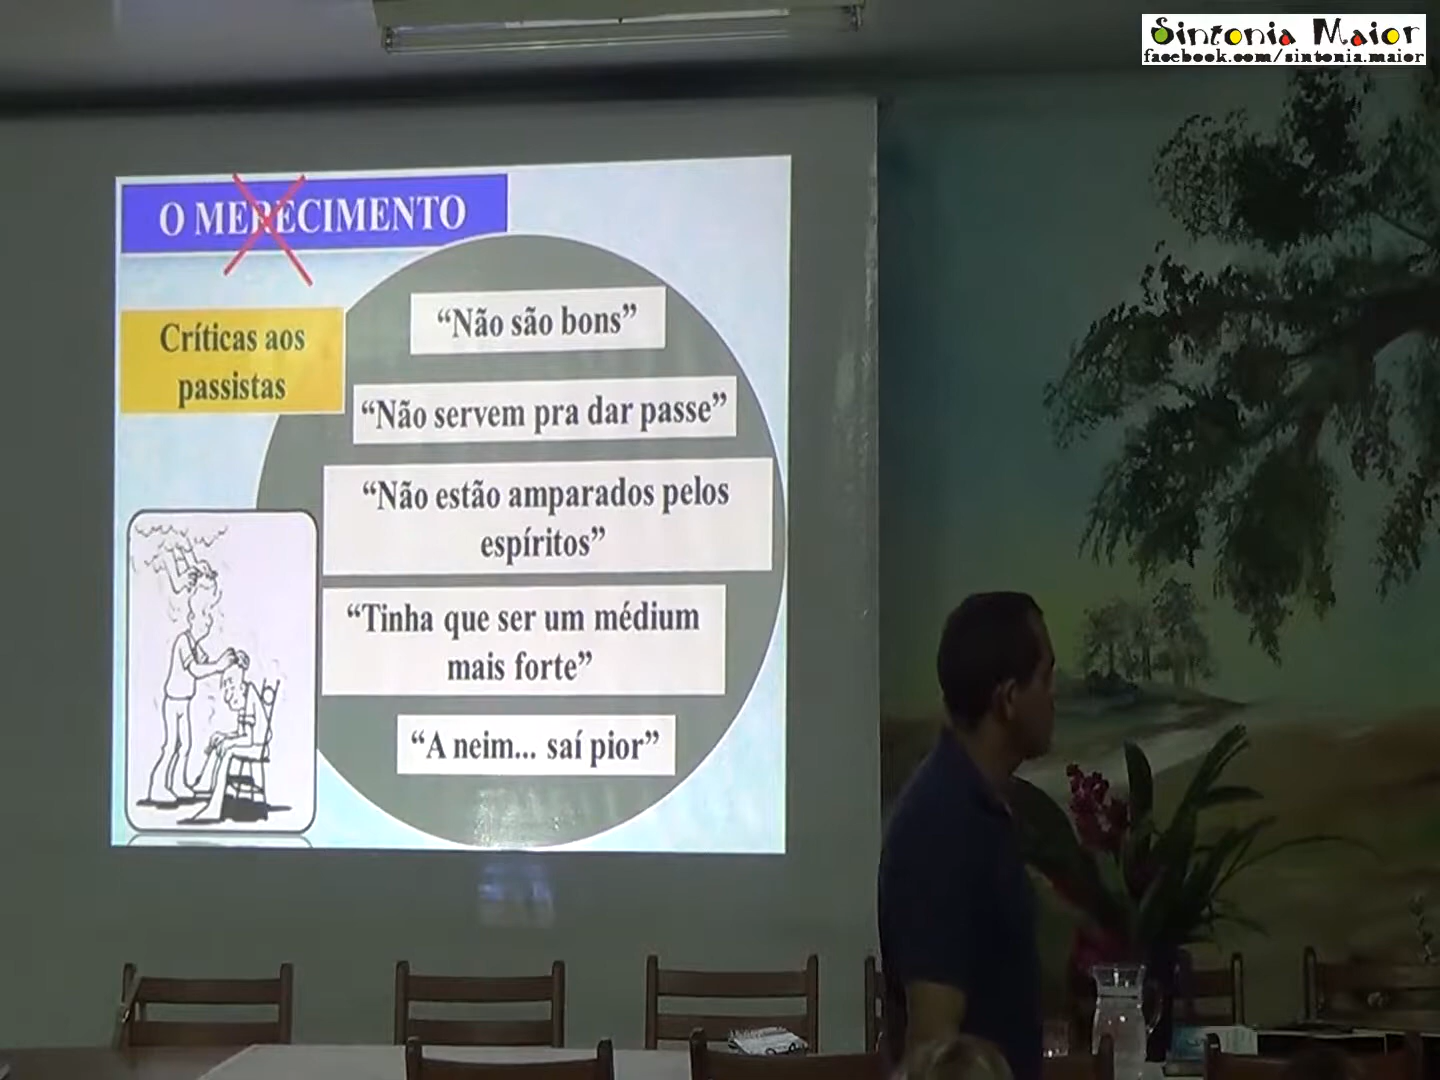 Sintonia Maior
facebook.com/sintonia.maior
O MERECIMENTO
Críticas aos
passistas
“Não são bons”
“Não servem pra dar passe”
“Não estão amparados pelos
espíritos”
“Tinha que ser um médium
mais forte”
“A neim... saí pior”